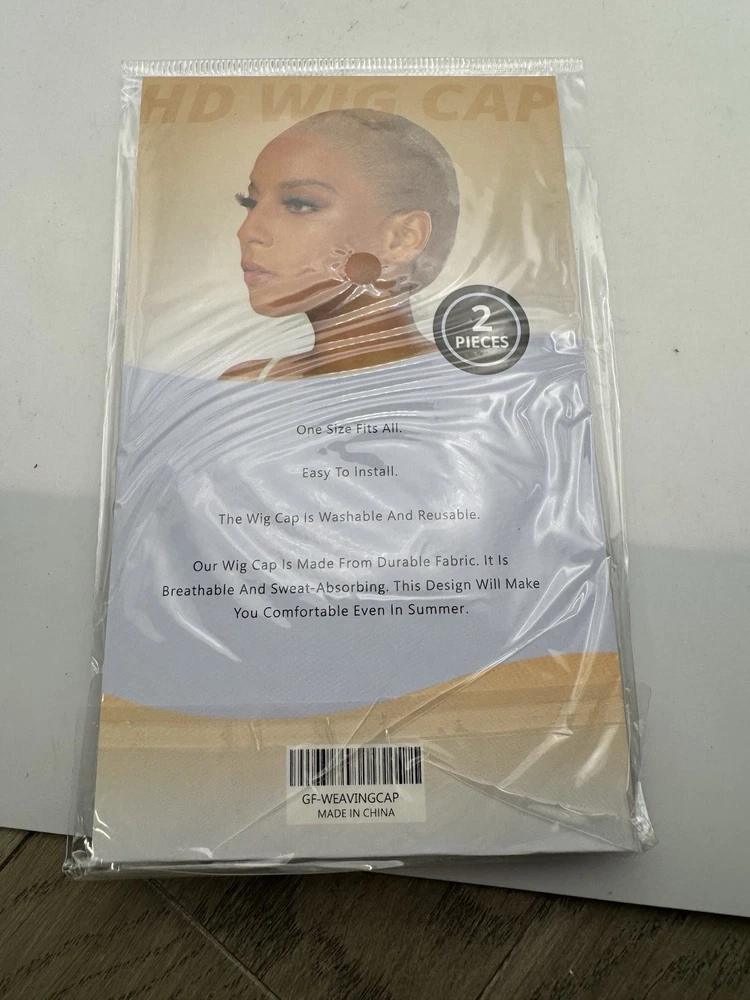 HD WIG CAP
2
PIECES
One Size Fits All.
Easy To Install.
The Wig Cap Is Washable And Reusable.
Our Wig Cap Is Made From Durable Fabric. It Is
Breathable And Sweat-Absorbing. This Design Will Make
You Comfortable Even In Summer.
GF-WEAVINGCAP
MADE IN CHINA